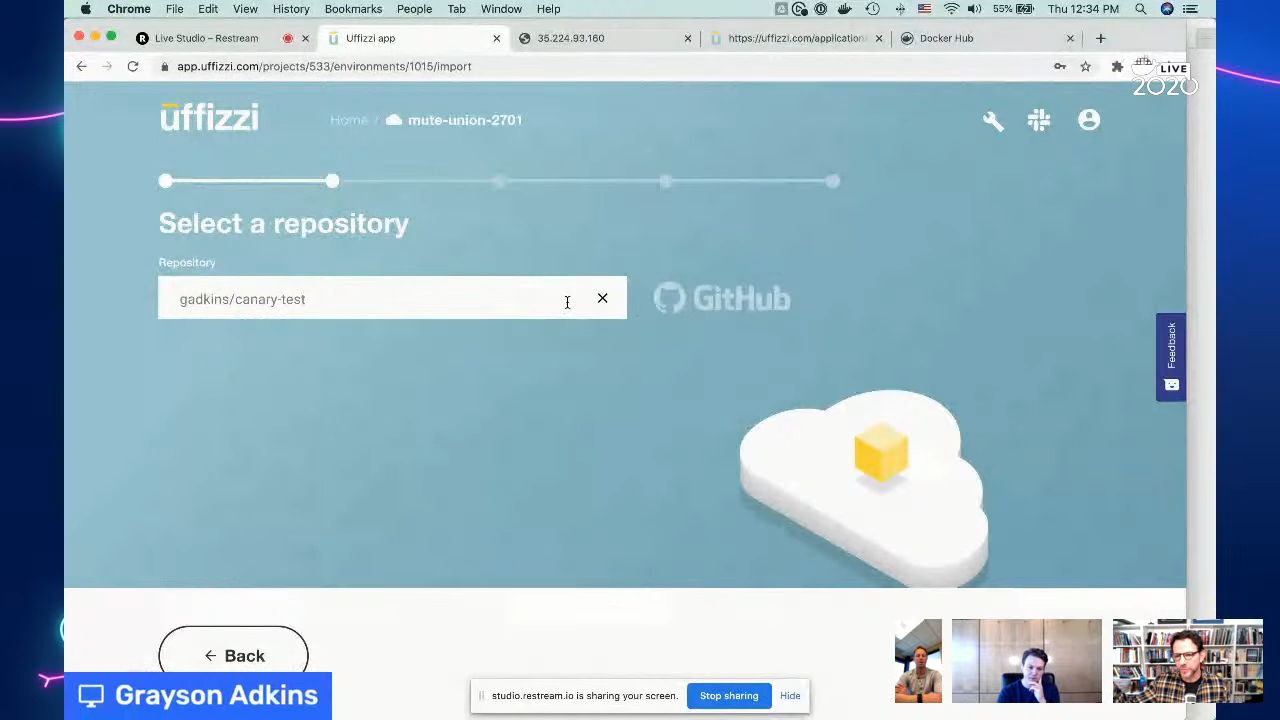 Chrome File Edit View History Bookmarks People Tab Window Help
55% Thu 12:34 PM
Live Studio – Restream
Uffizzi app
35.224.93.160
https://uffizzi.com/application
Docker Hub
app.uffizzi.com/projects/533/environments/1015/import
LIVE
2020
uffizzi
Home / mute-union-2701
Select a repository
Repository
gadkins/canary-test
GitHub
Feedback
← Back
studio.restream.io is sharing your screen.
Stop sharing
Hide
Grayson Adkins